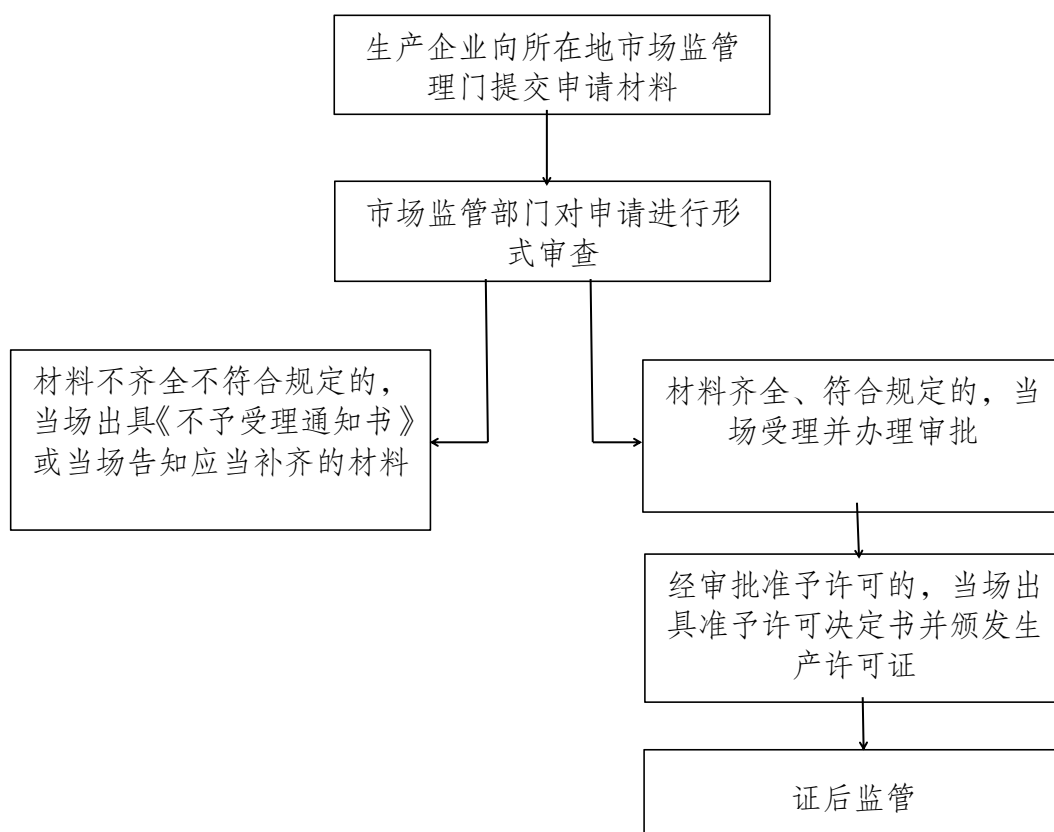 生产企业向所在地市场监管
理门提交申请材料
市场监管部门对申请进行形
式审查
材料不齐全不符合规定的，
当场出具《不予受理通知书》
或当场告知应当补齐的材料
材料齐全、符合规定的，当
场受理并办理审批
经审批准予许可的，当场出
具准予许可决定书并颁发生
产许可证
证后监管